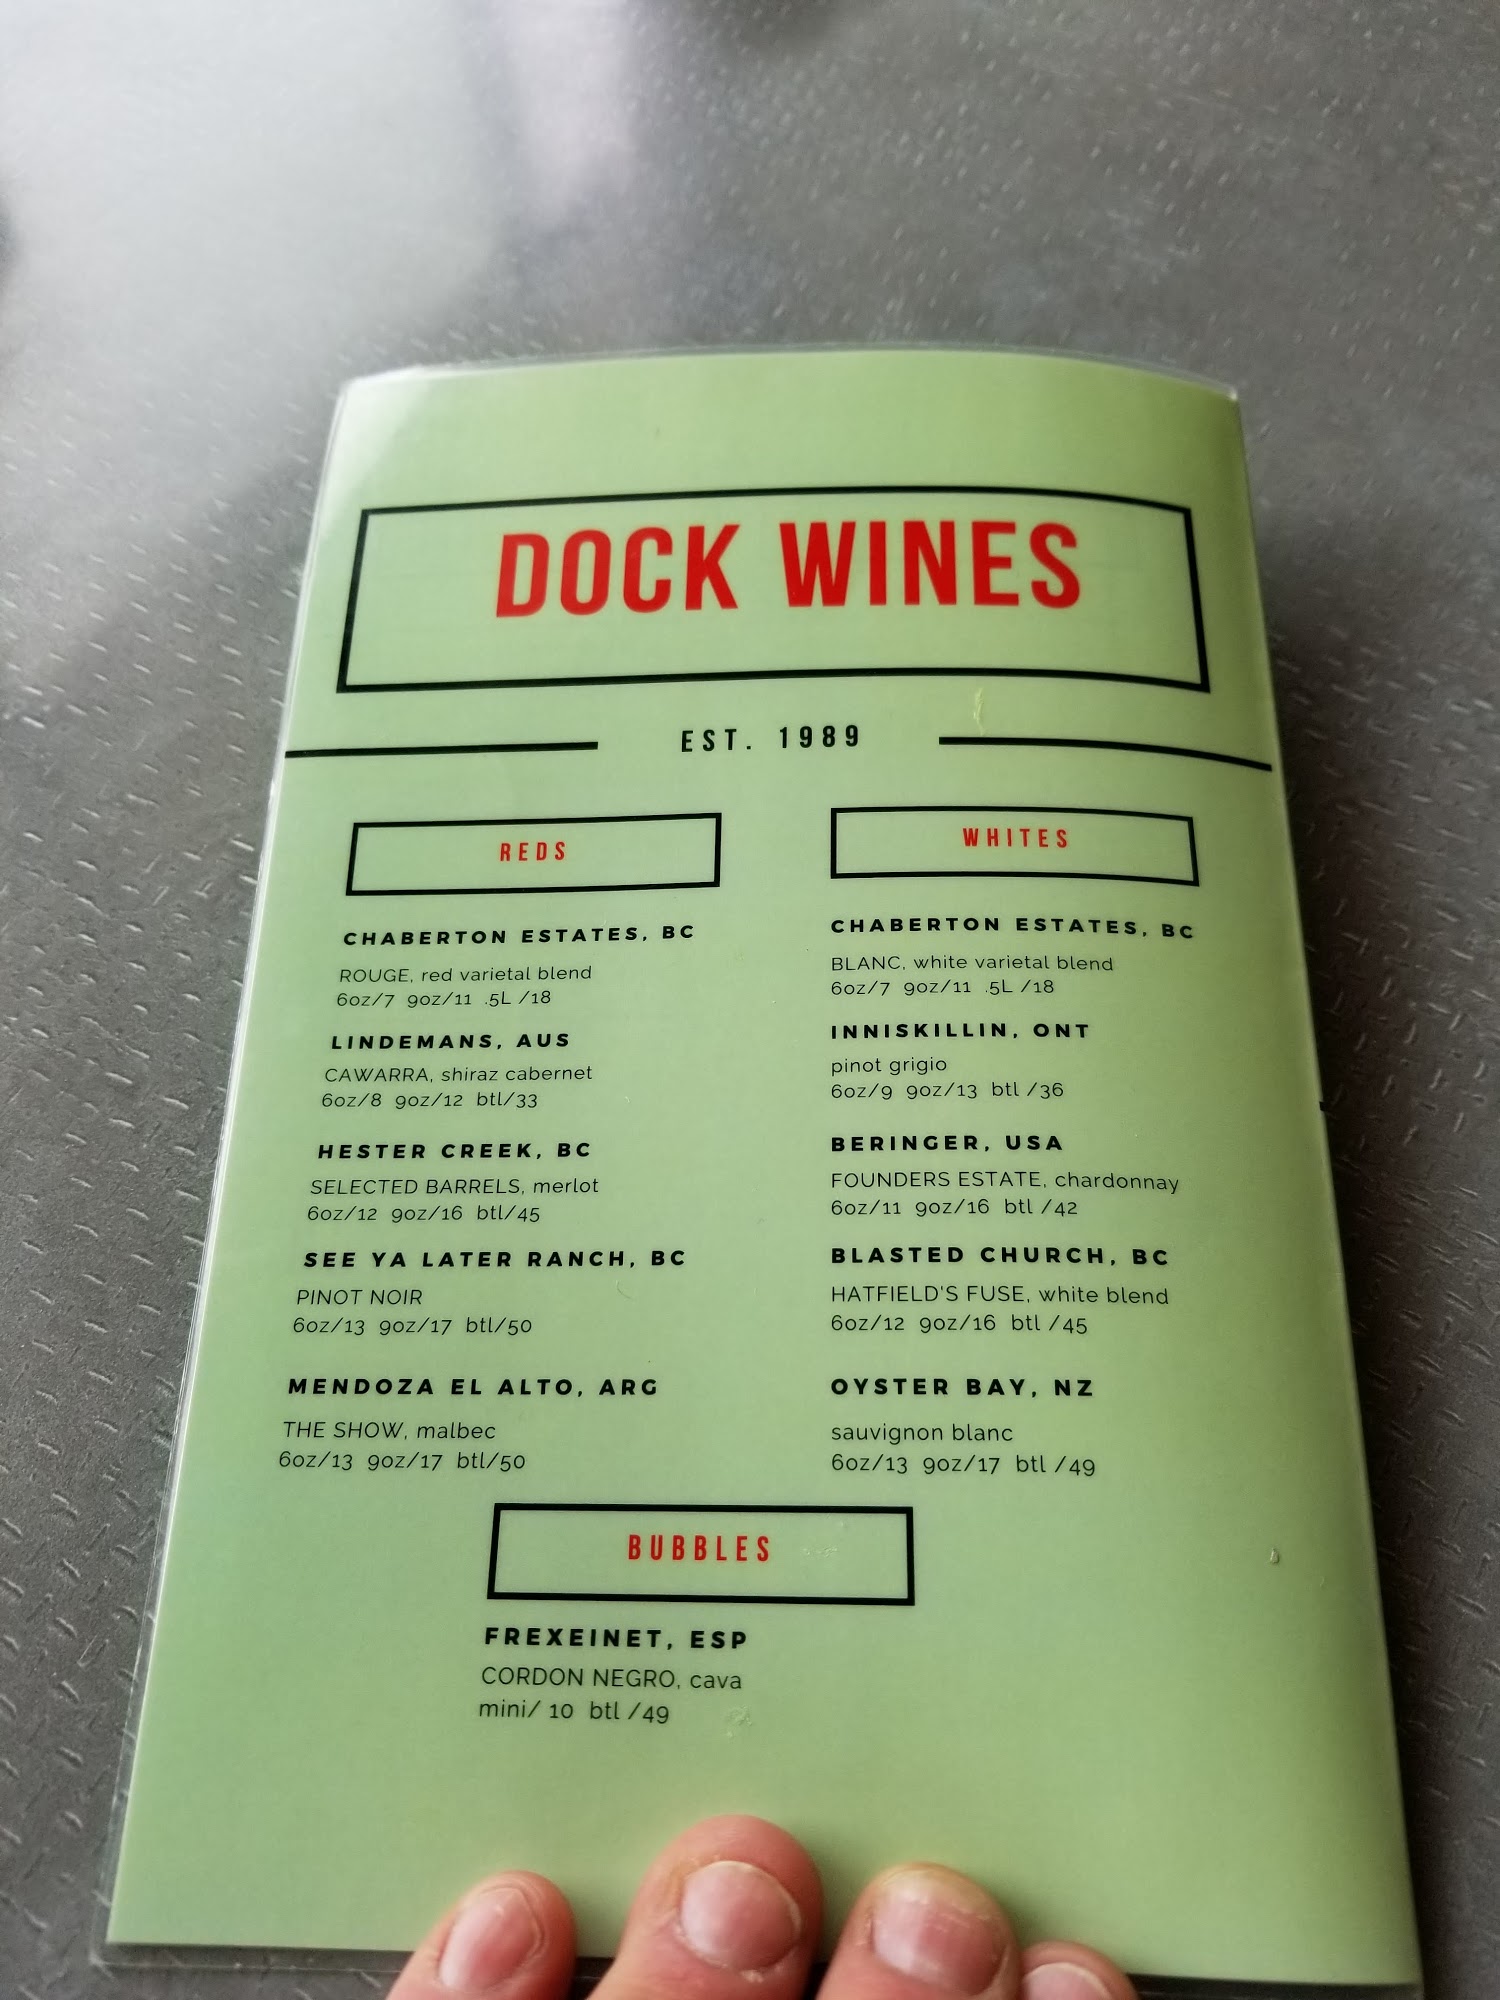 DOCK WINES
EST. 1989
REDS
CHABERTON ESTATES, BC
ROUGE, red varietal blend
6oz/7 9oz/11 .5L /18
LINDEMANS, AUS
CAWARRA, shiraz cabernet
6oz/8 9oz/12 btl/33
HESTER CREEK, BC
SELECTED BARRELS, merlot
6oz/12 9oz/16 btl/45
SEE YA LATER RANCH, BC
PINOT NOIR
6oz/13 9oz/17 btl/50
MENDOZA EL ALTO, ARG
THE SHOW, malbec
6oz/13 9oz/17 btl/50
WHITES
CHABERTON ESTATES, BC
BLANC, white varietal blend
6oz/7 9oz/11 .5L /18
INNISKILLIN, ONT
pinot grigio
6oz/9 9oz/13 btl /36
BERINGER, USA
FOUNDERS ESTATE, chardonnay
6oz/11 9oz/16 btl /42
BLASTED CHURCH, BC
HATFIELD'S FUSE, white blend
6oz/12 9oz/16 btl /45
OYSTER BAY, NZ
sauvignon blanc
6oz/13 9oz/17 btl /49
BUBBLES
FREXEINET, ESP
CORDON NEGRO, cava
mini/ 10 btl /49